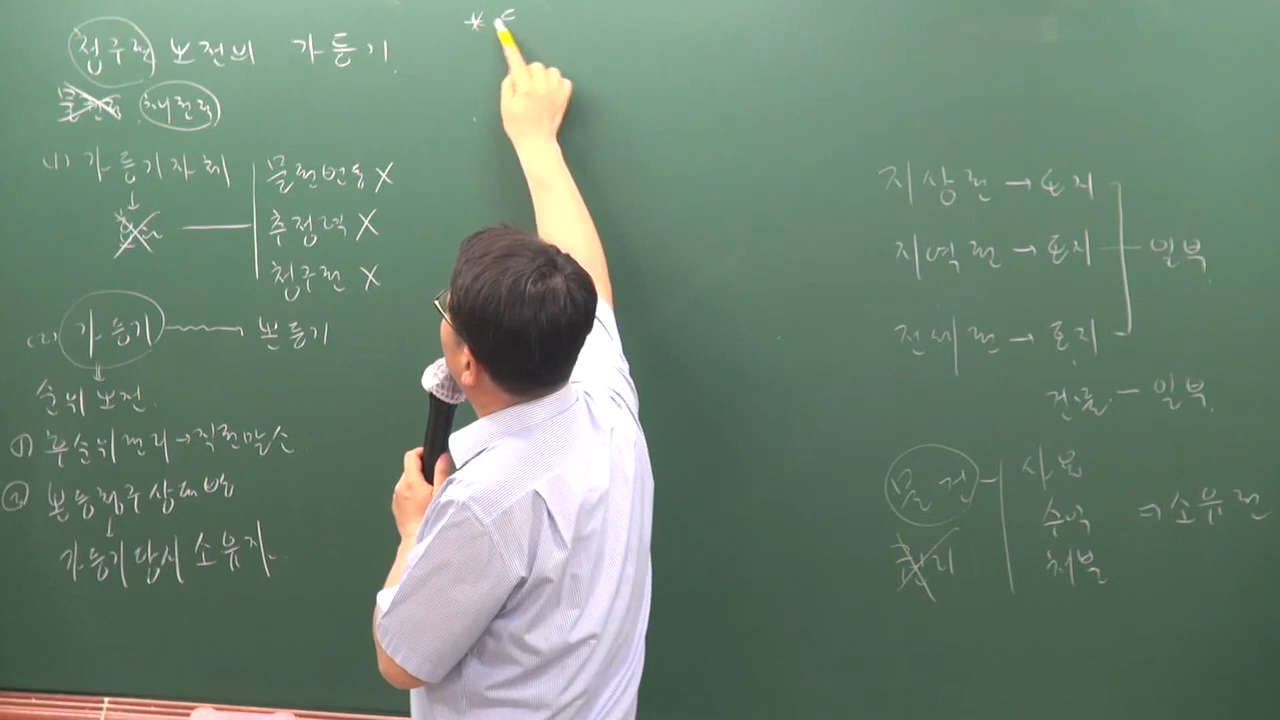 청구권 보전의 가등기.
물권 채권적
(1) 가등기자체
물권변동 X
추정력 X
청구권 X
(2) 가등기 본등기
순위보전.
① 후순위권리→직권말소
② 본등청구상대방
↓
가등기당시 소유자.
*
지상권 → 토지
지역권 → 토지 일부
전세권 → 토지
건물 - 일부
물건 사용
수익 ⇒ 소유권
권리 처분